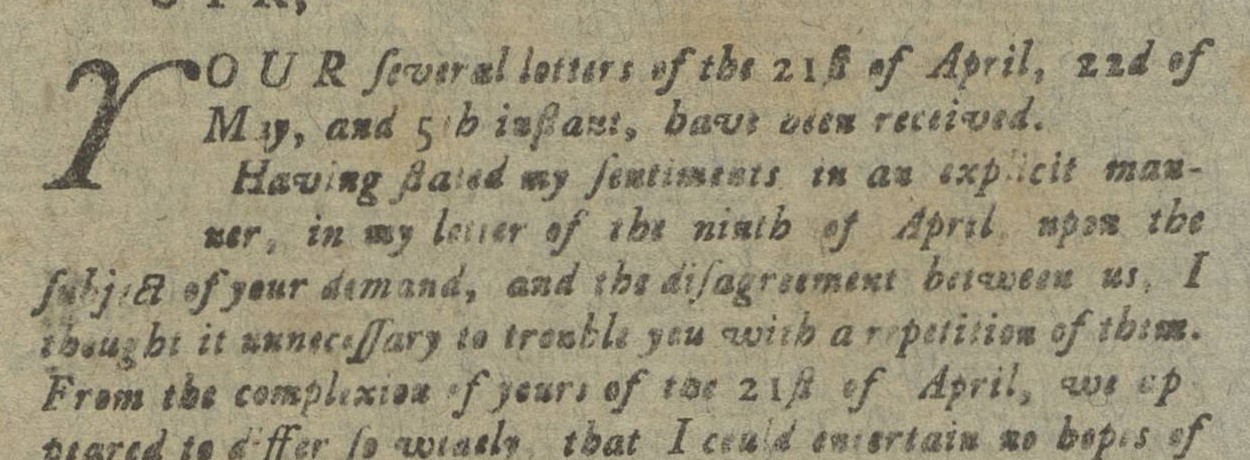 YOUR ſeveral letters of the 21ſt of April, 22d of
May, and 5th inſtant, have been received.
Having ſtated my ſentiments in an explicit man-
ner, in my letter of the ninth of April upon the
ſubject of your demand, and the diſagreement between us, I
thought it unneceſſary to trouble you with a repetition of them.
From the complexion of yours of the 21ſt of April, we ap
peared to differ ſo widely, that I could entertain no hopes of